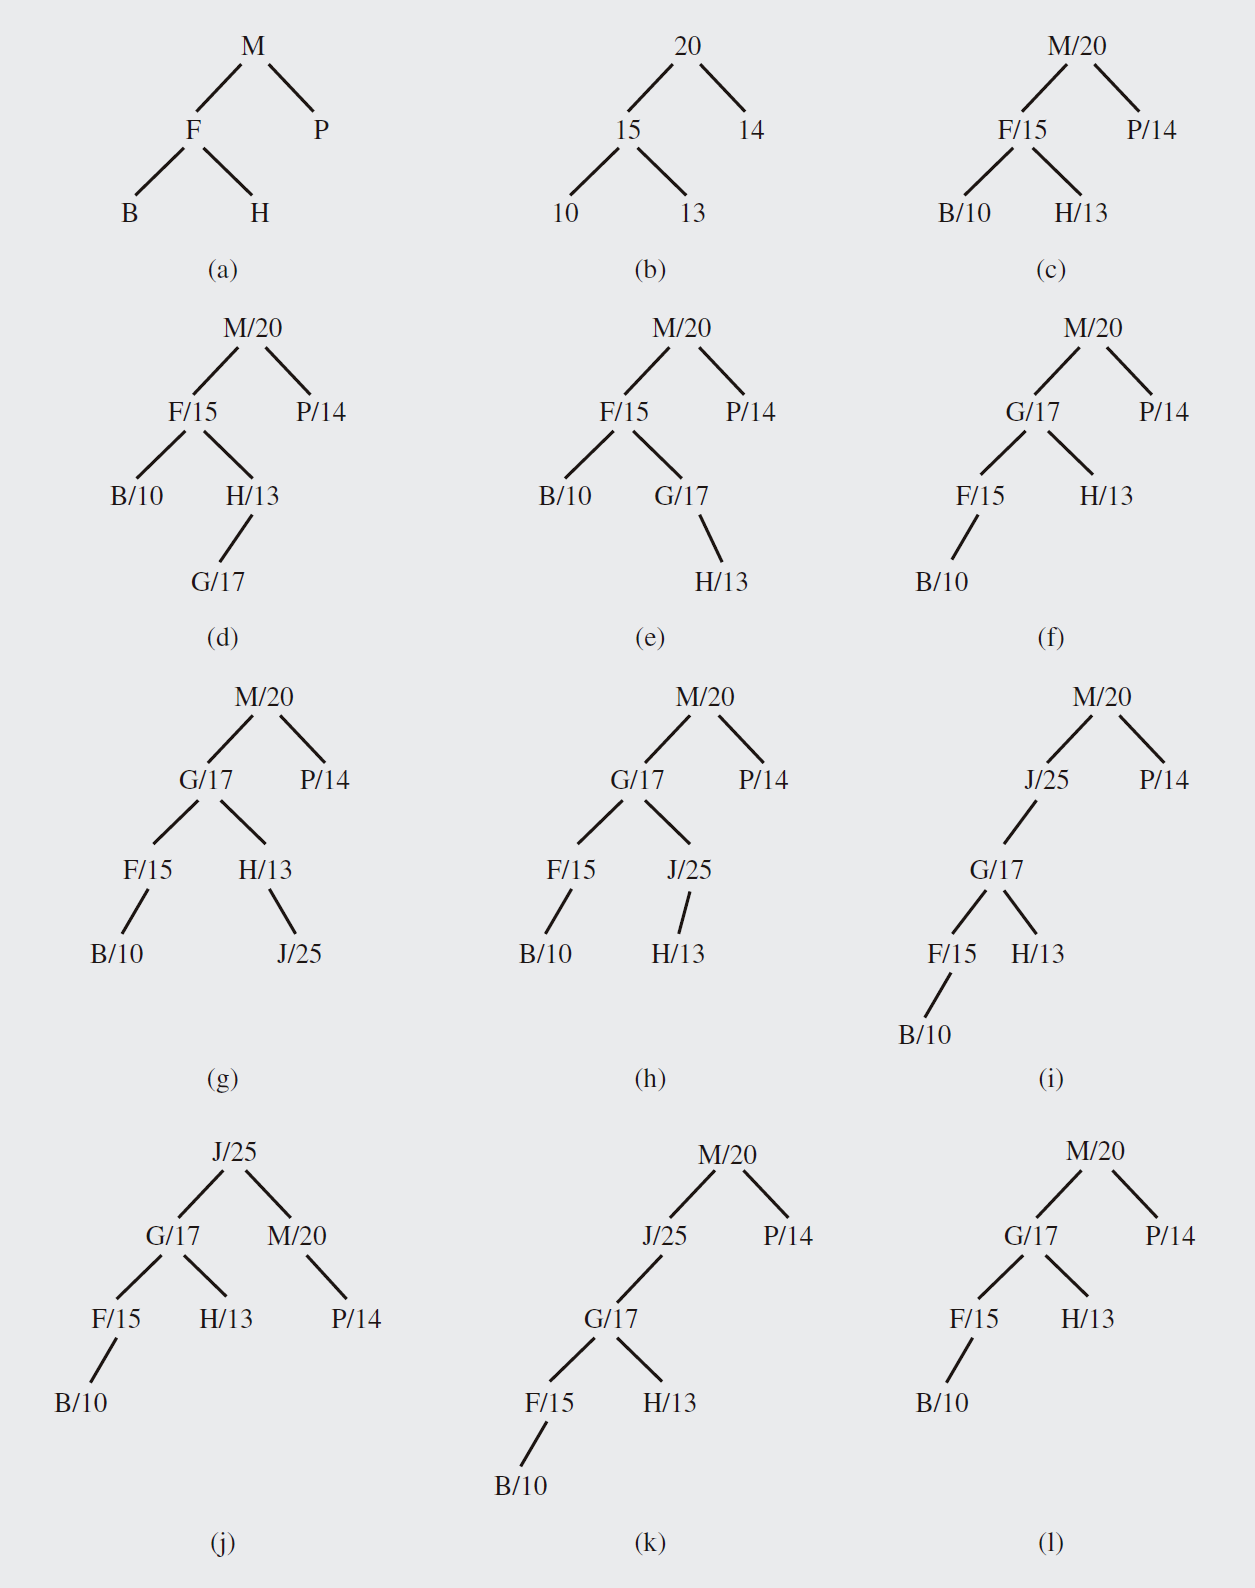 M 20 M/20
F P 15 14 F/15 P/14
B H 10 13 B/10 H/13
(a) (b) (c)
M/20 M/20 M/20
F/15 P/14 F/15 P/14 G/17 P/14
B/10 H/13 B/10 G/17 F/15 H/13
G/17 H/13 B/10
(d) (e) (f)
M/20 M/20 M/20
G/17 P/14 G/17 P/14 J/25 P/14
F/15 H/13 F/15 J/25 G/17
B/10 J/25 B/10 H/13 F/15 H/13
B/10
(g) (h) (i)
J/25 M/20 M/20
G/17 M/20 J/25 P/14 G/17 P/14
F/15 H/13 P/14 G/17 F/15 H/13
B/10 F/15 H/13 B/10
B/10
(j) (k) (l)